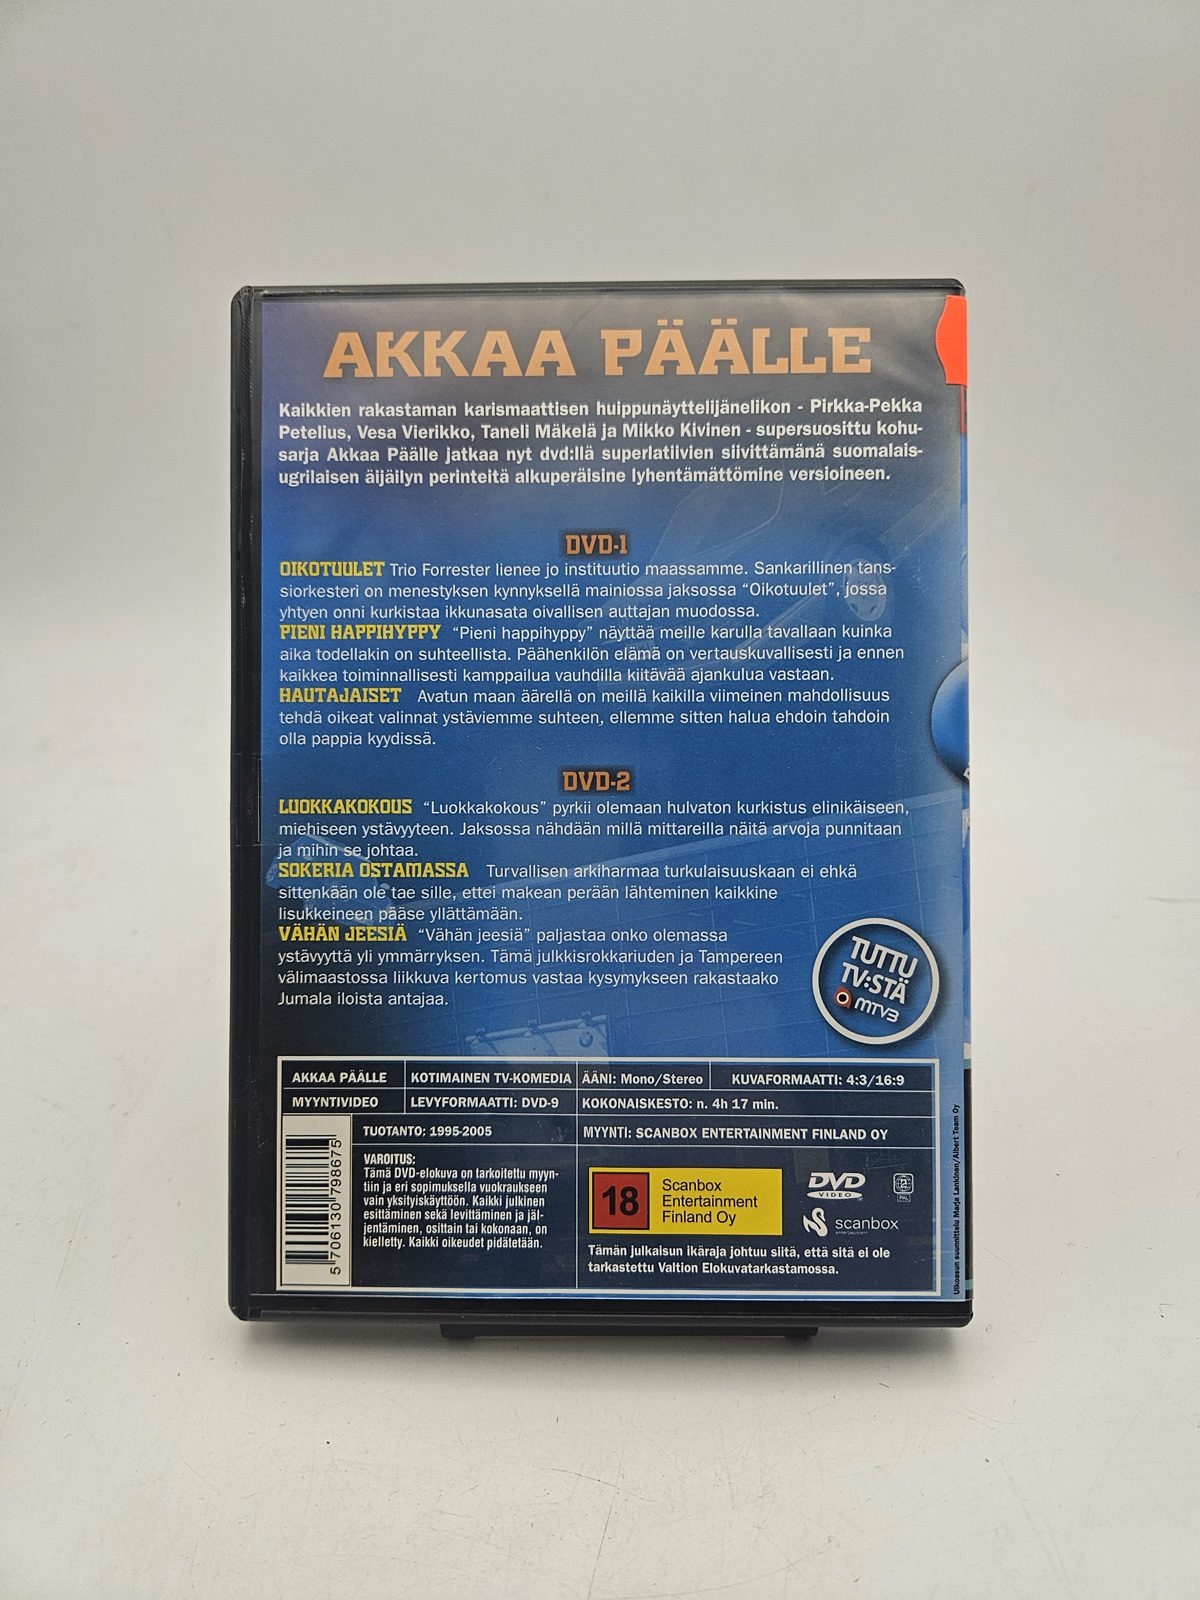 AKKAA PÄÄLLE
Kaikkien rakastaman karismaattisen huippunäyttelijänelikon - Pirkka-Pekka
Petelius, Vesa Vierikko, Taneli Mäkelä ja Mikko Kivinen - supersuosittu kohu-
sarja Akkaa Päälle jatkaa nyt dvd:llä superlatiivien siivittämänä suomalais-
ugrilaisen äijäilyn perinteitä alkuperäisine lyhentämättömine versioineen.
DVD-1
OIKOTUULET Trio Forrester lienee jo instituutio maassamme. Sankarillinen tans-
siorkesteri on menestyksen kynnyksellä mainiossa jaksossa “Oikotuulet”, jossa
yhtyen onni kurkistaa ikkunasata oivallisen auttajan muodossa.
PIENI HAPPIHYPPY “Pieni happihyppy” näyttää meille karulla tavallaan kuinka
aika todellakin on suhteellista. Päähenkilön elämä on vertauskuvallisesti ja ennen
kaikkea toiminnallisesti kamppailua vauhdilla kiitävää ajankulua vastaan.
HAUTAJAISET Avatun maan äärellä on meillä kaikilla viimeinen mahdollisuus
tehdä oikeat valinnat ystäviemme suhteen, ellemme sitten halua ehdoin tahdoin
olla pappia kyydissä.
DVD-2
LUOKKAKOKOUS “Luokkakokous” pyrkii olemaan hulvaton kurkistus elinikäiseen,
miehiseen ystävyyteen. Jaksossa nähdään millä mittareilla näitä arvoja punnitaan
ja mihin se johtaa.
SOKERIA OSTAMASSA Turvallisen arkiharmaa turkulaisuuskaan ei ehkä
sittenkään ole tae sille, ettei makean perään lähteminen kaikkine
lisukkeineen pääse yllättämään.
VÄHÄN JEESIÄ “Vähän jeesiä” paljastaa onko olemassa
ystävyyttä yli ymmärryksen. Tämä julkkisrokkariuden ja Tampereen
välimaastossa liikkuva kertomus vastaa kysymykseen rakastaako
Jumala iloista antajaa.
TUTTU
TV:STÄ
MTV3
AKKAA PÄÄLLE KOTIMAINEN TV-KOMEDIA ÄÄNI: Mono/Stereo KUVAFORMAATTI: 4:3/16:9
MYYNTIVIDEO LEVYFORMAATTI: DVD-9 KOKONAISKESTO: n. 4h 17 min.
TUOTANTO: 1995-2005 MYYNTI: SCANBOX ENTERTAINMENT FINLAND OY
VAROITUS:
Tämä DVD-elokuva on tarkoitettu myyn-
tiin ja eri sopimuksella vuokraukseen
vain yksityiskäyttöön. Kaikki julkinen
esittäminen sekä levittäminen ja jäl-
jentäminen, osittain tai kokonaan, on
kielletty. Kaikki oikeudet pidätetään.
5 706130 798675
18
Scanbox
Entertainment
Finland Oy
DVD
VIDEO
2
PAL
scanbox
entertainment
Tämän julkaisun ikäraja johtuu siitä, että sitä ei ole
tarkastettu Valtion Elokuvatarkastamossa.
Ulkoasun suunnittelu Marja Lankinen/Albert Team Oy